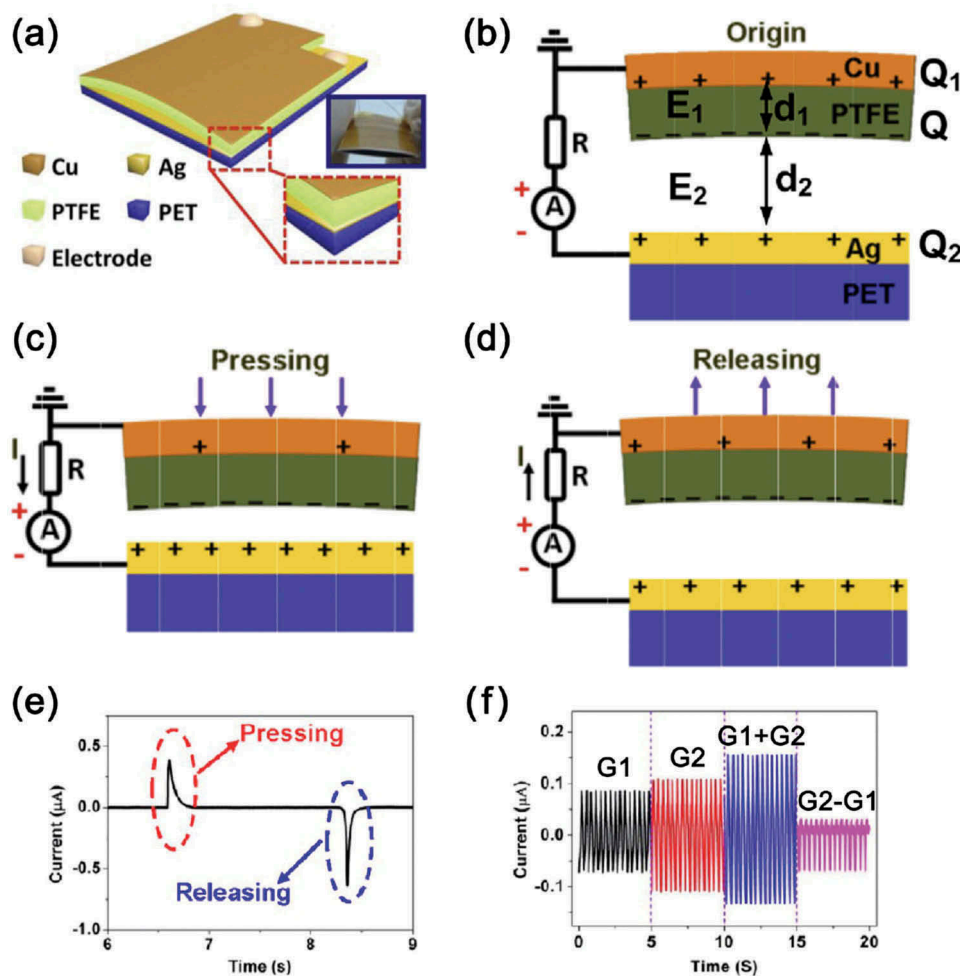 (a)
Cu
Ag
PTFE
PET
Electrode
(b)
Origin
Cu
Q1
E1
d1
PTFE
Q
R
+
A
-
E2
d2
Ag
Q2
PET
(c)
Pressing
I
R
+
A
-
(d)
Releasing
I
R
+
A
-
(e)
Current (μA)
0.5
0.0
-0.5
-1.0
Pressing
Releasing
6
7
8
9
Time (s)
(f)
Current (μA)
0.1
0.0
-0.1
G1
G2
G1+G2
G2-G1
0
5
10
15
20
Time (S)